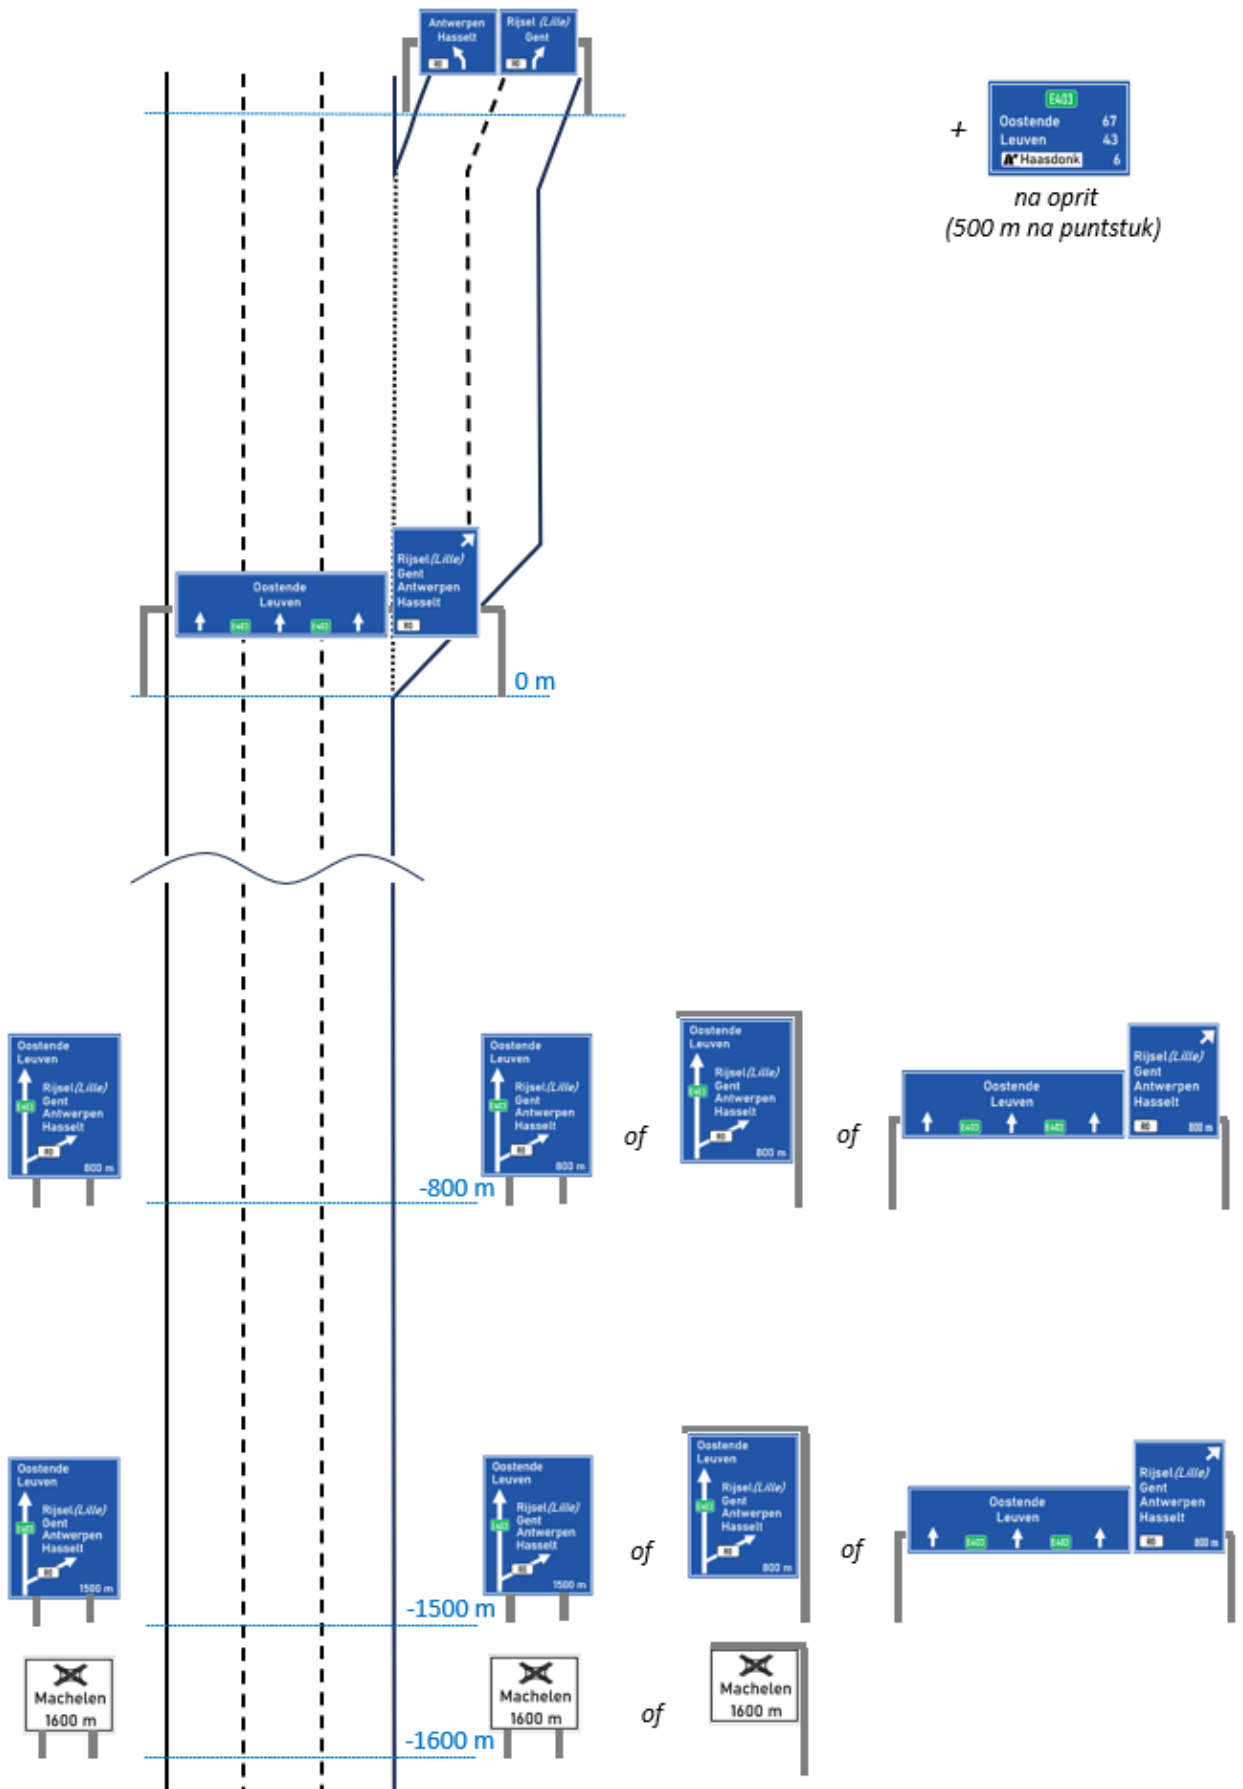 Antwerpen
Hasselt
R0
Rijsel (Lille)
Gent
R0
+
E403
Oostende 67
Leuven 43
Haasdonk 6
na oprit
(500 m na puntstuk)
Oostende
Leuven
E403 E403
Rijsel (Lille)
Gent
Antwerpen
Hasselt
R0
0 m
Oostende
Leuven
Rijsel (Lille)
E403 Gent
Antwerpen
Hasselt
R0
800 m
Oostende
Leuven
Rijsel (Lille)
E403 Gent
Antwerpen
Hasselt
R0
800 m
of
Oostende
Leuven
Rijsel (Lille)
E403 Gent
Antwerpen
Hasselt
R0
800 m
of
Oostende
Leuven
E403 E403
Rijsel (Lille)
Gent
Antwerpen
Hasselt
R0 800 m
-800 m
Oostende
Leuven
Rijsel (Lille)
E403 Gent
Antwerpen
Hasselt
R0
1500 m
Oostende
Leuven
Rijsel (Lille)
E403 Gent
Antwerpen
Hasselt
R0
1500 m
of
Oostende
Leuven
Rijsel (Lille)
E403 Gent
Antwerpen
Hasselt
R0
800 m
of
Oostende
Leuven
E403 E403
Rijsel (Lille)
Gent
Antwerpen
Hasselt
R0 800 m
-1500 m
Machelen
1600 m
Machelen
1600 m
of
Machelen
1600 m
-1600 m